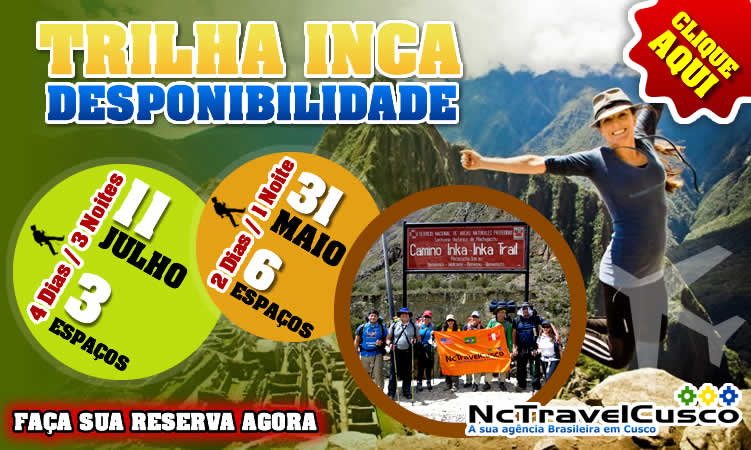 TRILHA INCA
DESPONIBILIDADE
CLIQUE
AQUI
4 Dias / 3 Noites
11
JULHO
3
ESPAÇOS
2 Dias / 1 Noite
31
MAIO
6
ESPAÇOS
Camino Inka-Inka Trail
NcTravelCusco
FAÇA SUA RESERVA AGORA
NcTravelCusco
A sua agência Brasileira em Cusco